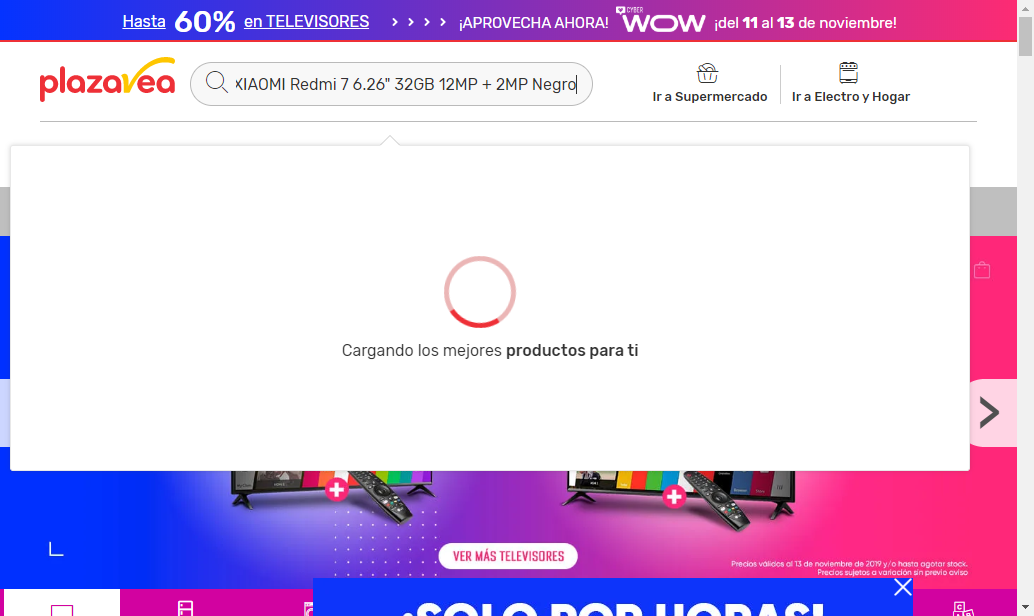 Hasta 60% en TELEVISORES > > > > ¡APROVECHA AHORA! CYBER WOW ¡del 11 al 13 de noviembre!
plazavea
XIAOMI Redmi 7 6.26" 32GB 12MP + 2MP Negro
Ir a Supermercado
Ir a Electro y Hogar
Cargando los mejores productos para ti
VER MÁS TELEVISORES
Precios válidos al 13 de noviembre de 2019 y/o hasta agotar stock.
Precios sujetos a variación sin previo aviso
¡SOLO POR HORAS!